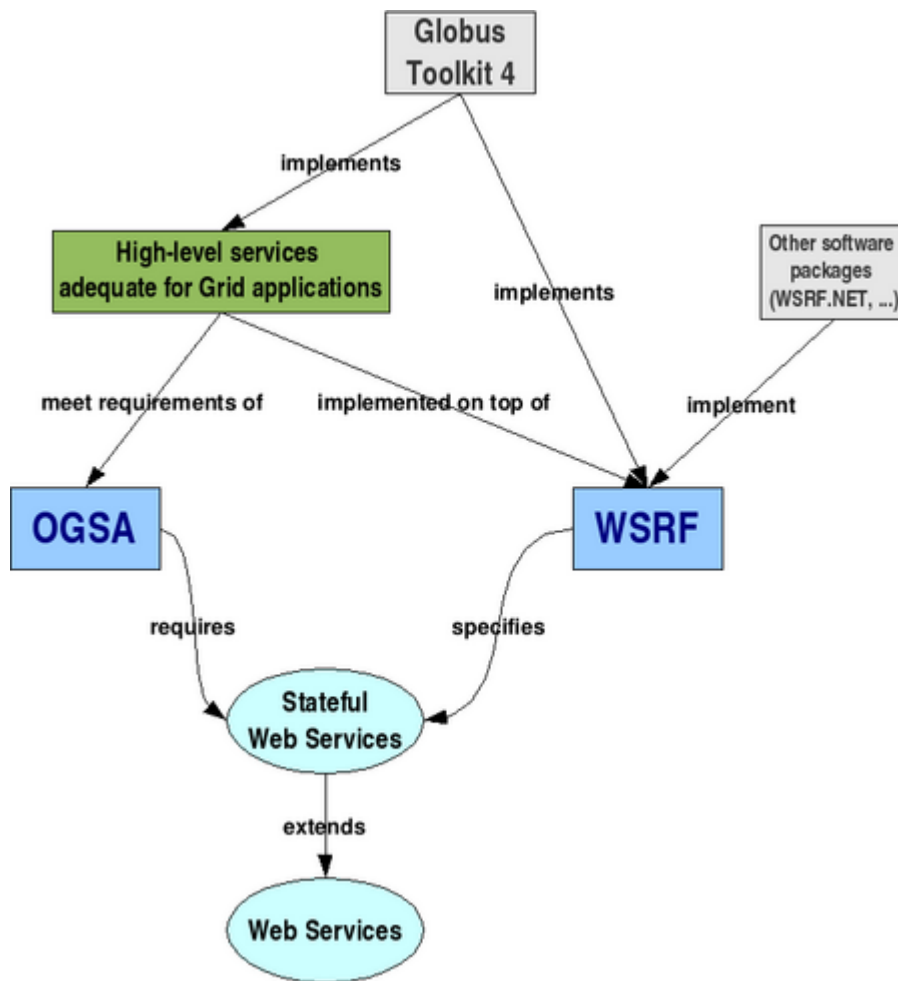 Globus
Toolkit 4
implements
High-level services
adequate for Grid applications
Other software
packages
(WSRF.NET, ...)
implements
meet requirements of
implemented on top of
implement
OGSA
WSRF
requires
specifies
Stateful
Web Services
extends
Web Services